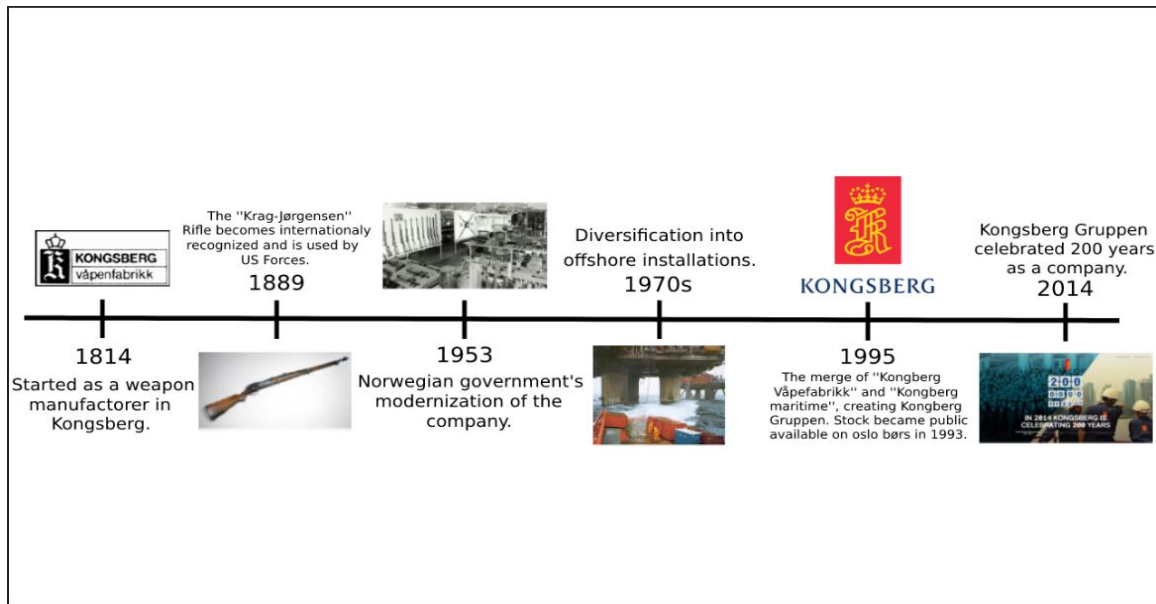 KONGSBERG
våpenfabrikk
1814
Started as a weapon
manufactorer in
Kongsberg.
The "Krag-Jørgensen"
Rifle becomes internationaly
recognized and is used by
US Forces.
1889
1953
Norwegian government's
modernization of the
company.
Diversification into
offshore installations.
1970s
KONGSBERG
1995
The merge of "Kongberg
Våpefabrikk" and "Kongberg
maritime", creating Kongberg
Gruppen. Stock became public
available on oslo børs in 1993.
Kongsberg Gruppen
celebrated 200 years
as a company.
2014
200
IN 2014 KONGSBERG IS
CELEBRATING 200 YEARS